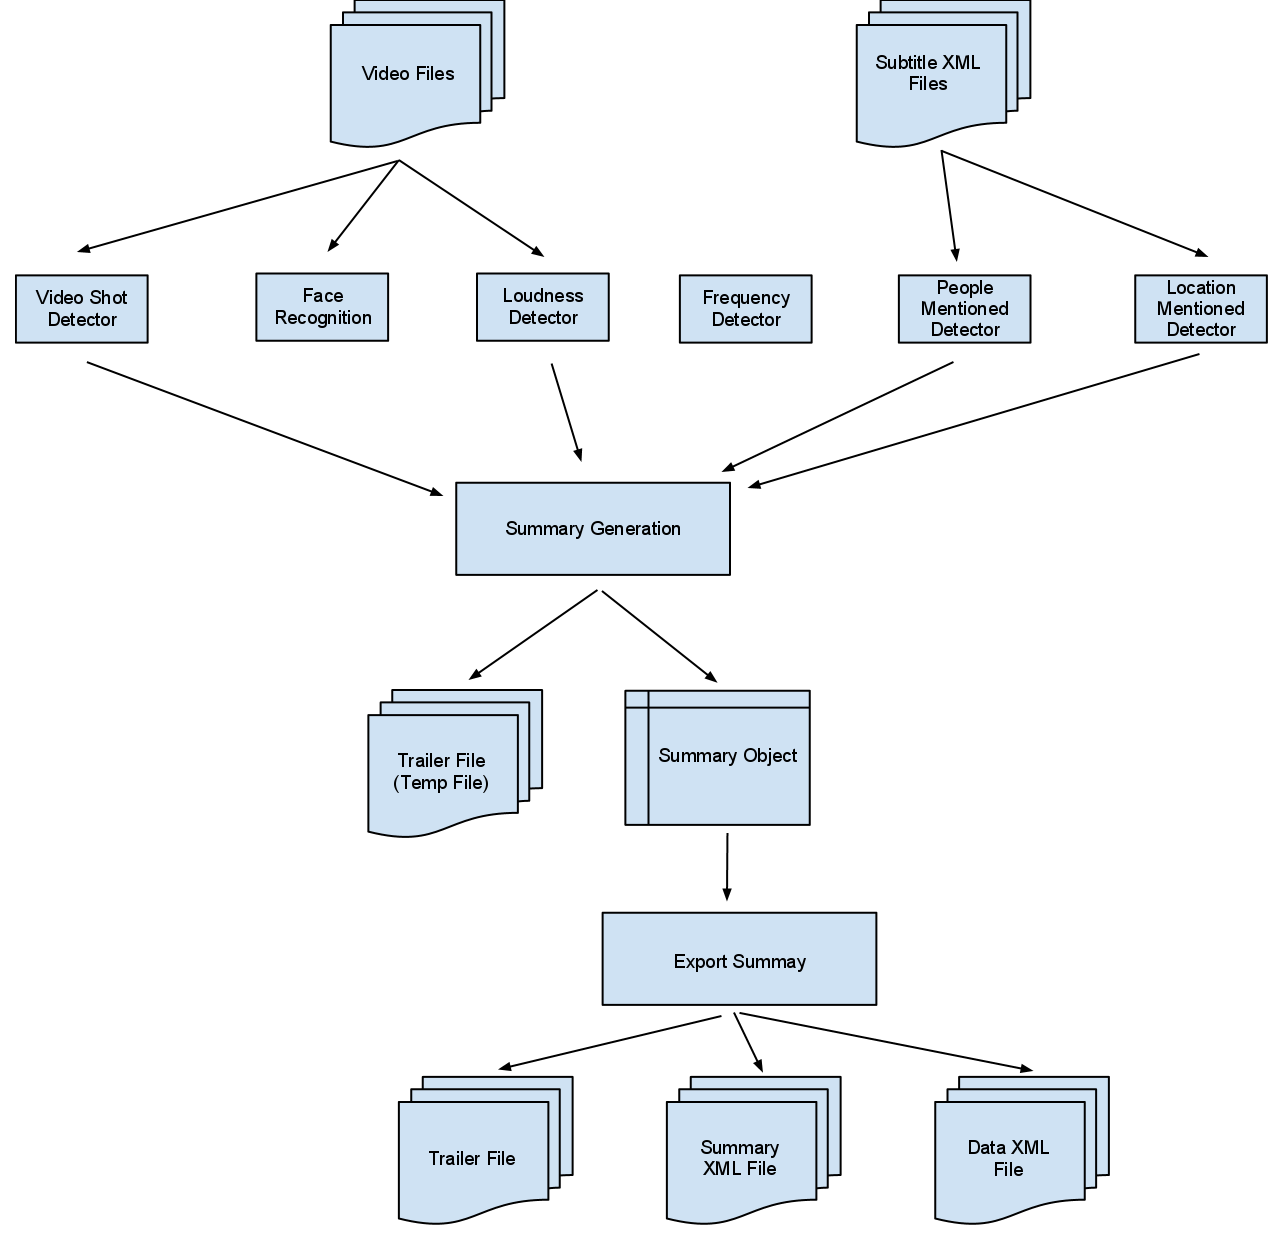 Video Files
Subtitle XML
Files
Video Shot
Detector
Face
Recognition
Loudness
Detector
Frequency
Detector
People
Mentioned
Detector
Location
Mentioned
Detector
Summary Generation
Trailer File
(Temp File)
Summary Object
Export Summay
Trailer File
Summary
XML File
Data XML
File